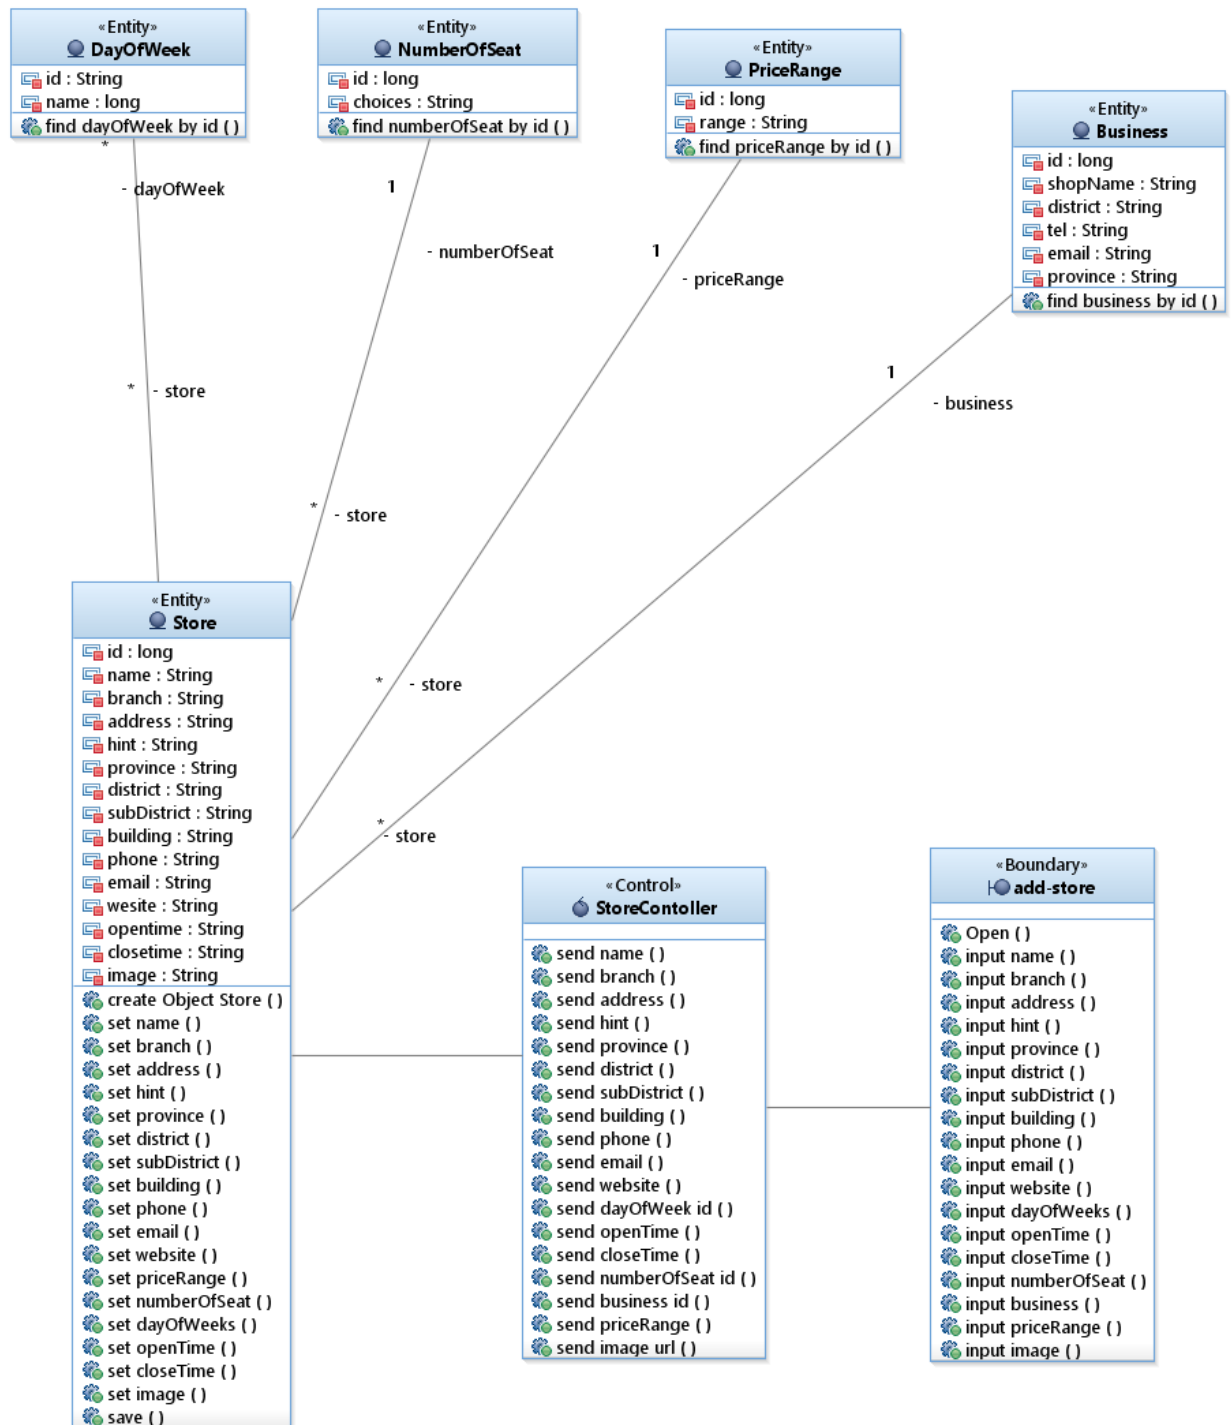 «Entity»
DayOfWeek
id : String
name : long
find dayOfWeek by id ( )
«Entity»
NumberOfSeat
id : long
choices : String
find numberOfSeat by id ( )
«Entity»
PriceRange
id : long
range : String
find priceRange by id ( )
«Entity»
Business
id : long
shopName : String
district : String
tel : String
email : String
province : String
find business by id ( )
*
- dayOfWeek
* - store
1
- numberOfSeat
* - store
1
- priceRange
* - store
1
- business
*
- store
«Entity»
Store
id : long
name : String
branch : String
address : String
hint : String
province : String
district : String
subDistrict : String
building : String
phone : String
email : String
wesite : String
opentime : String
closetime : String
image : String
create Object Store ( )
set name ( )
set branch ( )
set address ( )
set hint ( )
set province ( )
set district ( )
set subDistrict ( )
set building ( )
set phone ( )
set email ( )
set website ( )
set priceRange ( )
set numberOfSeat ( )
set dayOfWeeks ( )
set openTime ( )
set closeTime ( )
set image ( )
save ( )
«Control»
StoreContoller
send name ( )
send branch ( )
send address ( )
send hint ( )
send province ( )
send district ( )
send subDistrict ( )
send building ( )
send phone ( )
send email ( )
send website ( )
send dayOfWeek id ( )
send openTime ( )
send closeTime ( )
send numberOfSeat id ( )
send business id ( )
send priceRange ( )
send image url ( )
«Boundary»
add-store
Open ( )
input name ( )
input branch ( )
input address ( )
input hint ( )
input province ( )
input district ( )
input subDistrict ( )
input building ( )
input phone ( )
input email ( )
input website ( )
input dayOfWeeks ( )
input openTime ( )
input closeTime ( )
input numberOfSeat ( )
input business ( )
input priceRange ( )
input image ( )